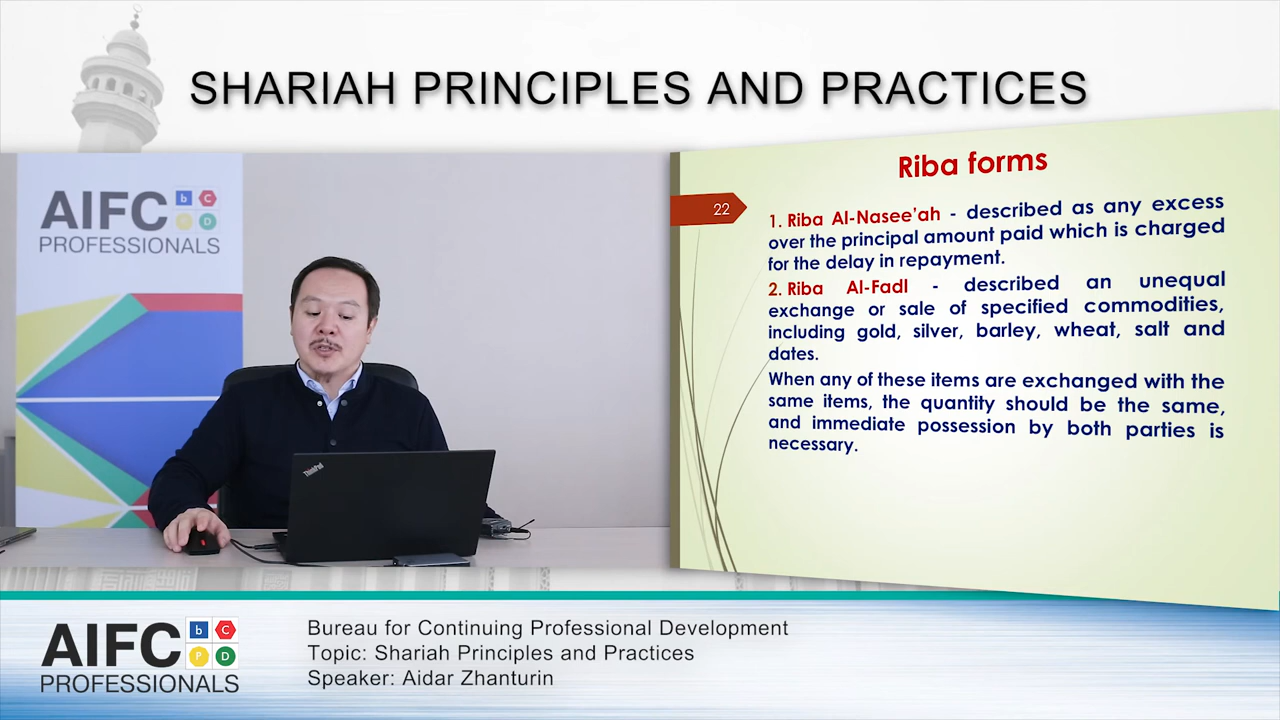 SHARIAH PRINCIPLES AND PRACTICES
AIFC
b C
P D
PROFESSIONALS
ThinkPad
Riba forms
22
1. Riba Al-Nasee’ah - described as any excess
over the principal amount paid which is charged
for the delay in repayment.
2. Riba Al-Fadl - described an unequal
exchange or sale of specified commodities,
including gold, silver, barley, wheat, salt and
dates.
When any of these items are exchanged with the
same items, the quantity should be the same,
and immediate possession by both parties is
necessary.
AIFC
b C
P D
PROFESSIONALS
Bureau for Continuing Professional Development
Topic: Shariah Principles and Practices
Speaker: Aidar Zhanturin